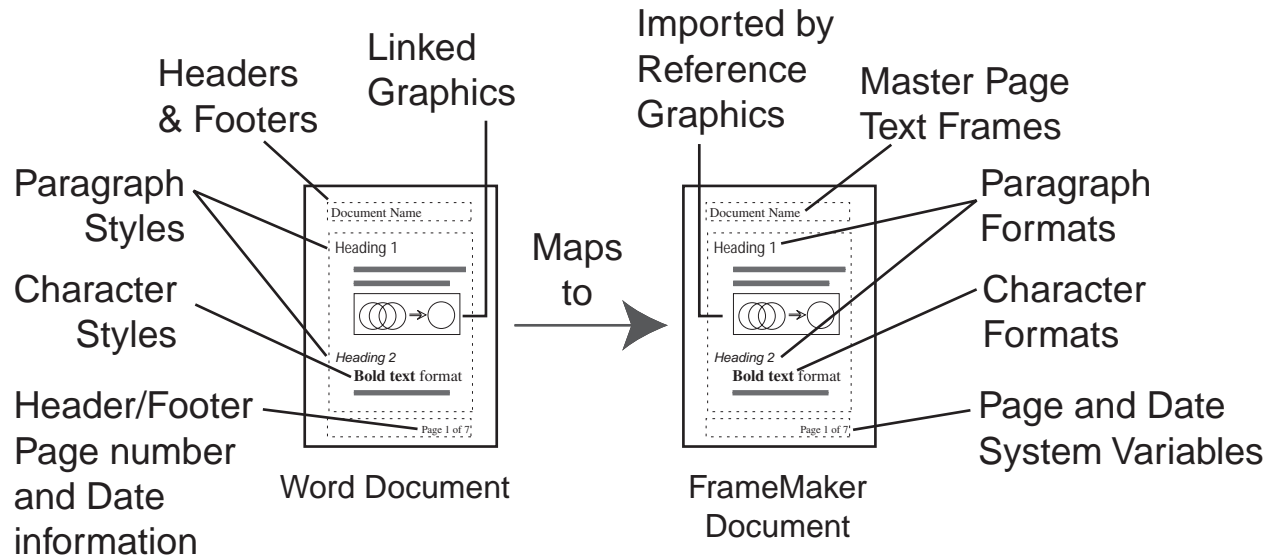 Headers
& Footers
Linked
Graphics
Paragraph
Styles
Character
Styles
Header/Footer
Page number
and Date
information
Document Name
Heading 1
Heading 2
Bold text format
Page 1 of 7
Word Document
Maps
to
Imported by
Reference
Graphics
Master Page
Text Frames
Paragraph
Formats
Character
Formats
Page and Date
System Variables
Document Name
Heading 1
Heading 2
Bold text format
Page 1 of 7
FrameMaker
Document